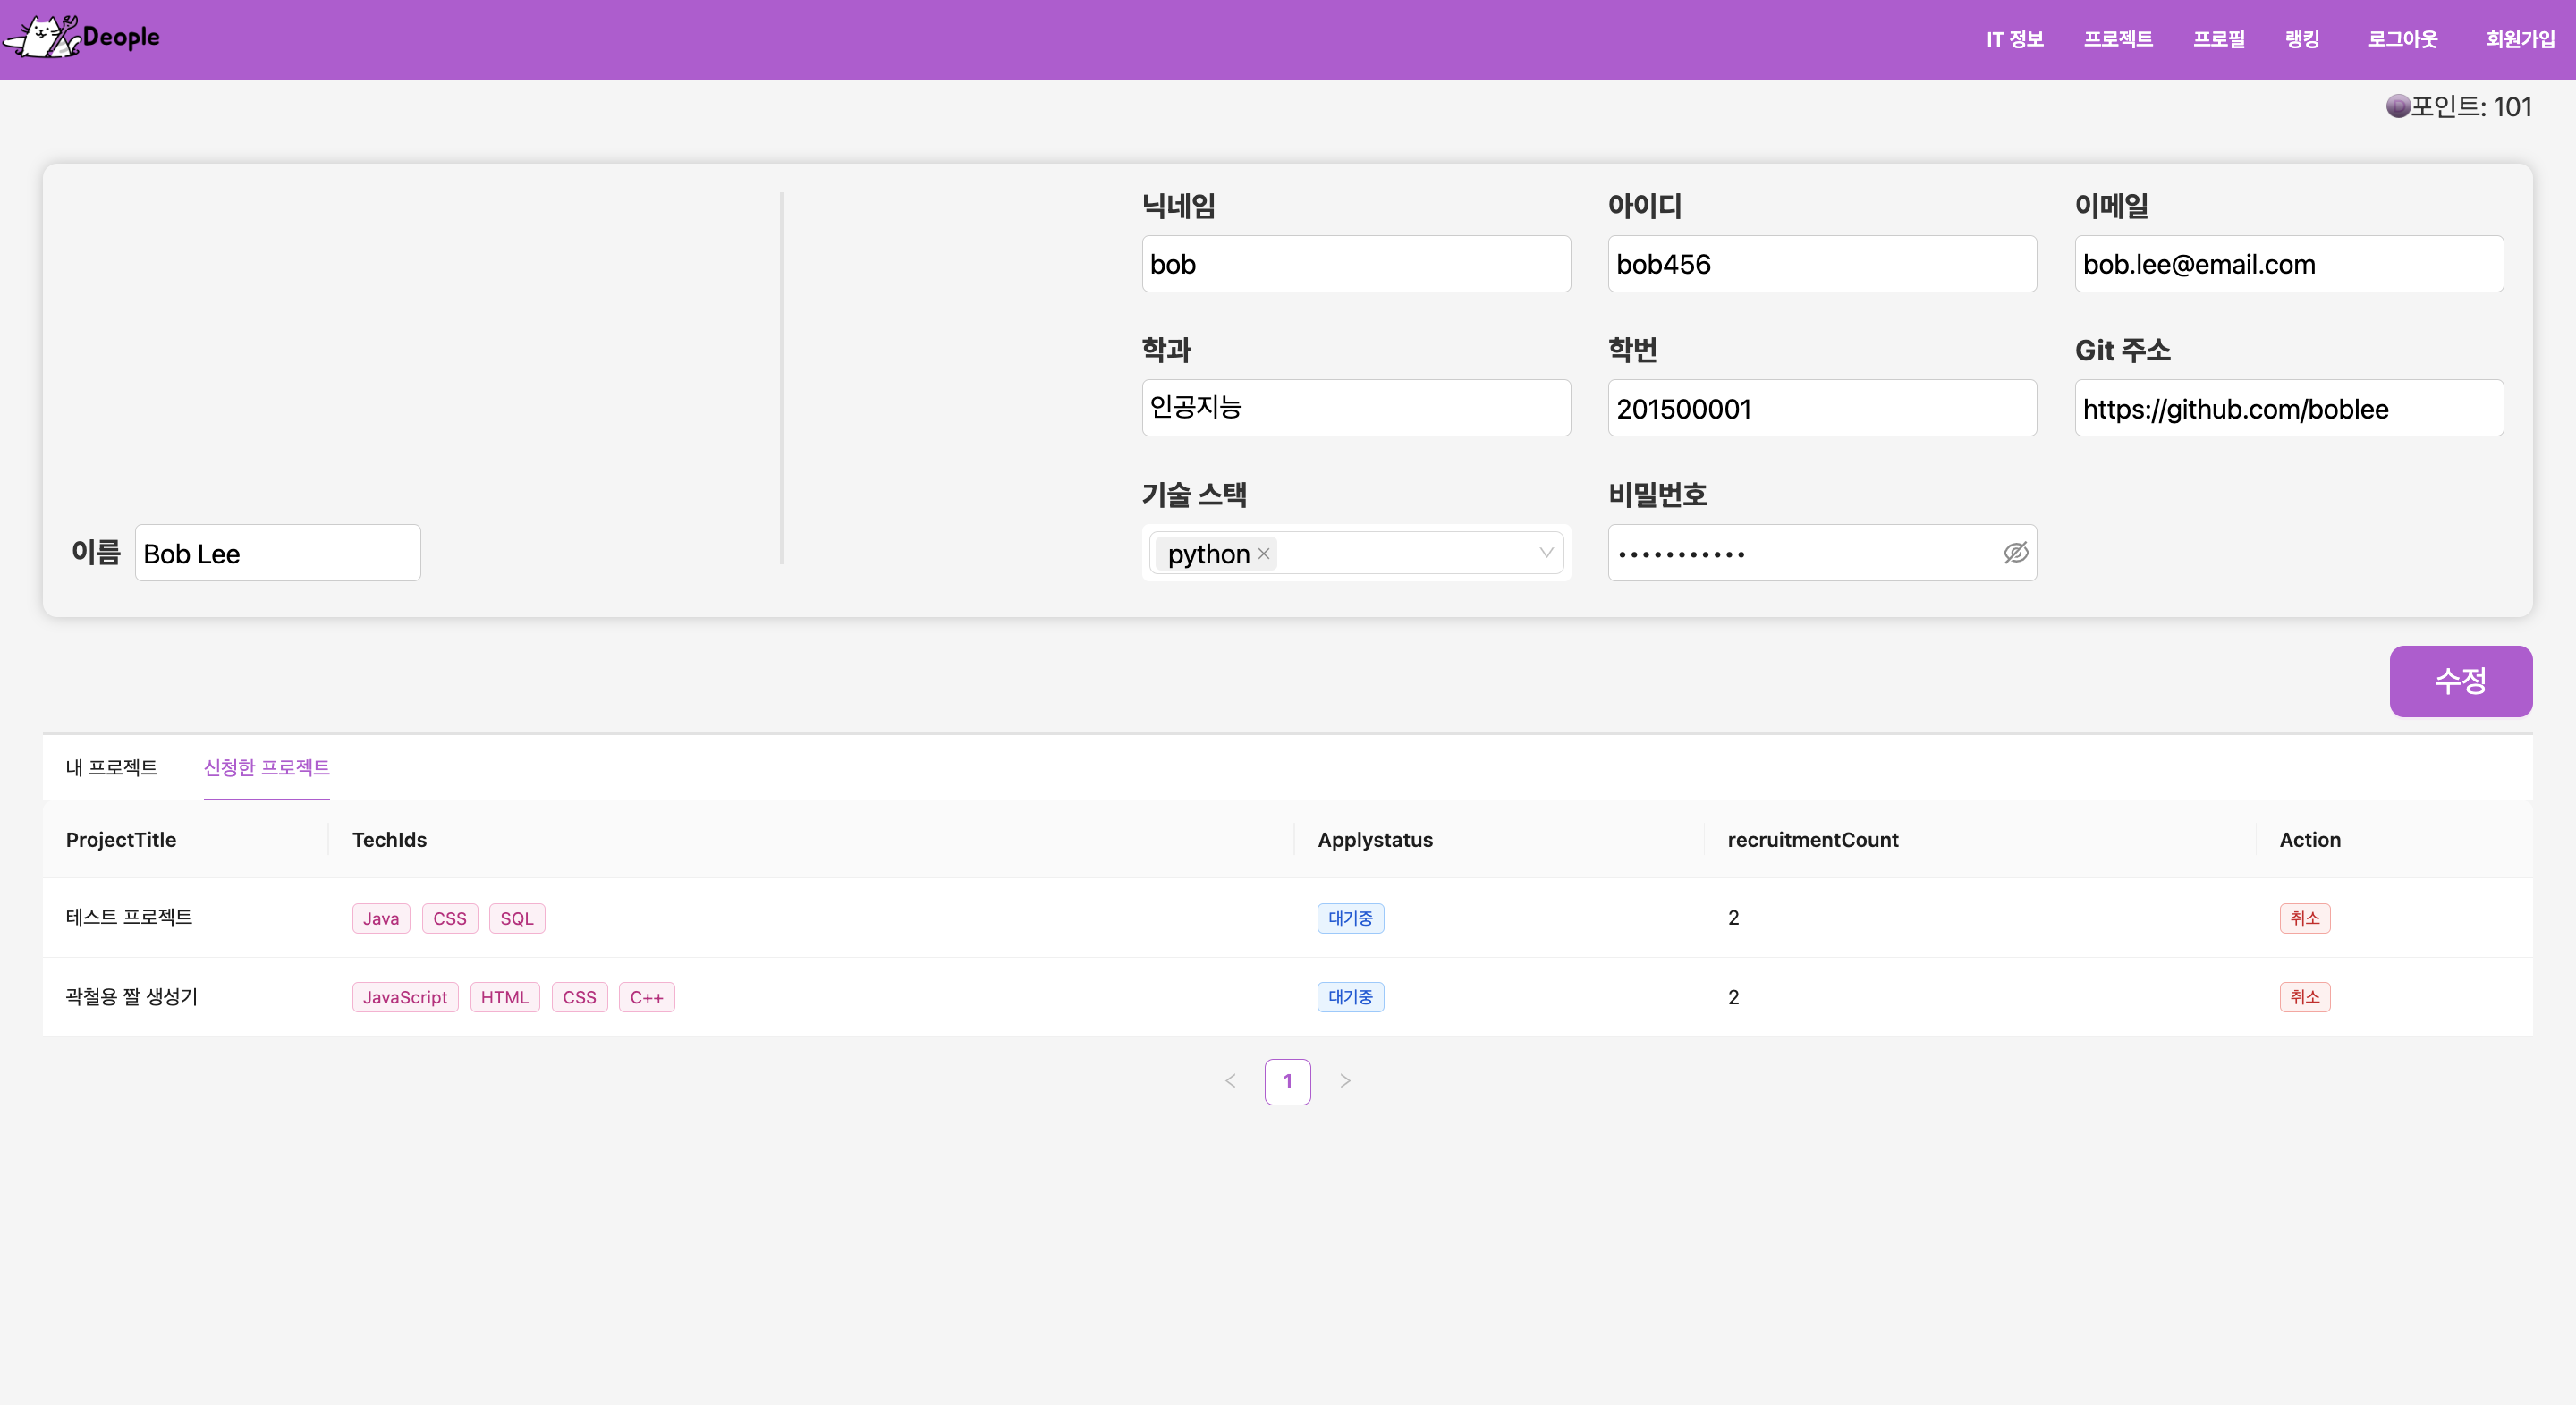 Deople
IT 정보 프로젝트 프로필 랭킹 로그아웃 회원가입
포인트: 101
닉네임 아이디 이메일
bob bob456 bob.lee@email.com
학과 학번 Git 주소
인공지능 201500001 https://github.com/boblee
기술 스택 비밀번호
이름 Bob Lee python •••••••••••
수정
내 프로젝트 신청한 프로젝트
ProjectTitle TechIds Applystatus recruitmentCount Action
테스트 프로젝트 Java CSS SQL 대기중 2 취소
곽철용 짤 생성기 JavaScript HTML CSS C++ 대기중 2 취소
< 1 >